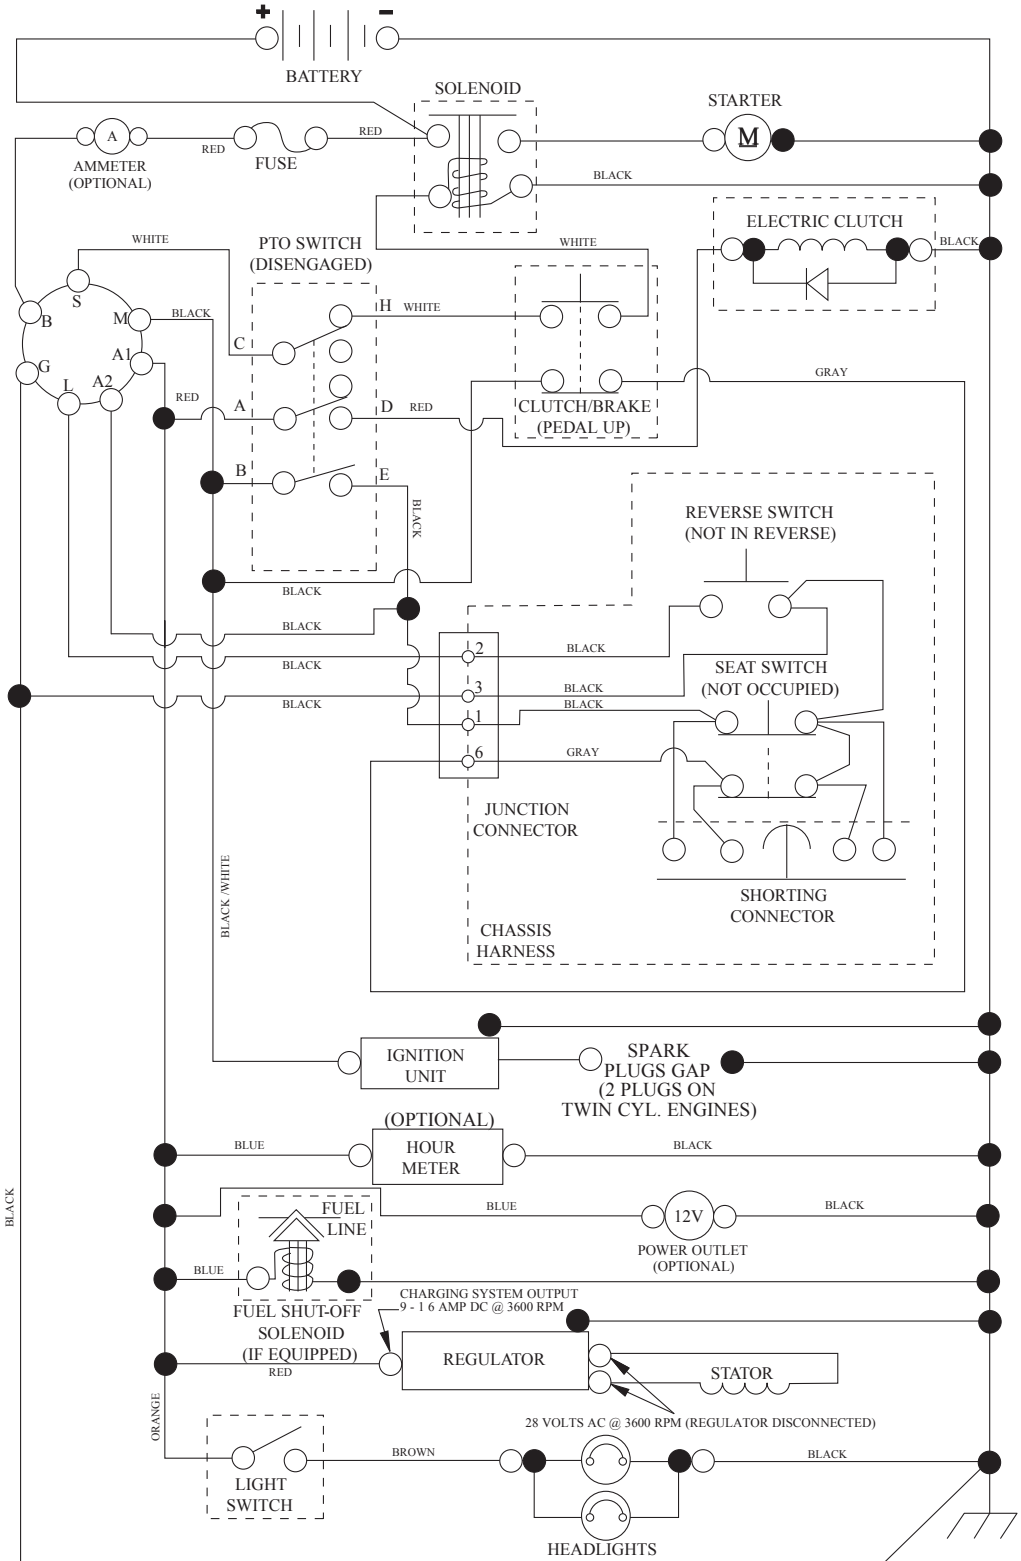 + −
BATTERY
SOLENOID
STARTER
A
RED
FUSE
RED
M
AMMETER
(OPTIONAL)
BLACK
ELECTRIC CLUTCH
BLACK
WHITE
PTO SWITCH
(DISENGAGED)
WHITE
S
B
M
BLACK
H
WHITE
C
G
A1
L
A2
RED
A
D
RED
GRAY
CLUTCH/BRAKE
(PEDAL UP)
B
E
BLACK
REVERSE SWITCH
(NOT IN REVERSE)
BLACK
BLACK
2
BLACK
BLACK
SEAT SWITCH
(NOT OCCUPIED)
3
BLACK
BLACK
BLACK
1
6
GRAY
JUNCTION
CONNECTOR
BLACK /WHITE
SHORTING
CONNECTOR
CHASSIS
HARNESS
IGNITION
UNIT
SPARK
PLUGS GAP
(2 PLUGS ON
TWIN CYL. ENGINES)
(OPTIONAL)
BLUE
HOUR
METER
BLACK
BLACK
FUEL
LINE
BLUE
12V
BLACK
POWER OUTLET
(OPTIONAL)
BLUE
CHARGING SYSTEM OUTPUT
9 - 1 6 AMP DC @ 3600 RPM
FUEL SHUT-OFF
SOLENOID
(IF EQUIPPED)
RED
REGULATOR
STATOR
28 VOLTS AC @ 3600 RPM (REGULATOR DISCONNECTED)
ORANGE
BROWN
BLACK
LIGHT
SWITCH
HEADLIGHTS